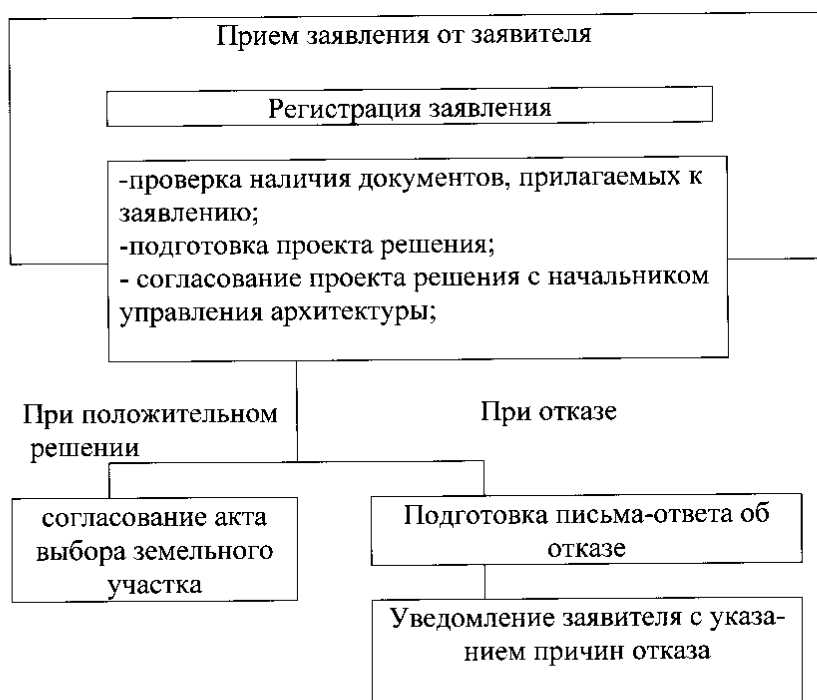 Прием заявления от заявителя
Регистрация заявления
-проверка наличия документов, прилагаемых к
заявлению;
-подготовка проекта решения;
- согласование проекта решения с начальником
управления архитектуры;
При положительном
решении
При отказе
согласование акта
выбора земельного
участка
Подготовка письма-ответа об
отказе
Уведомление заявителя с указа-
нием причин отказа